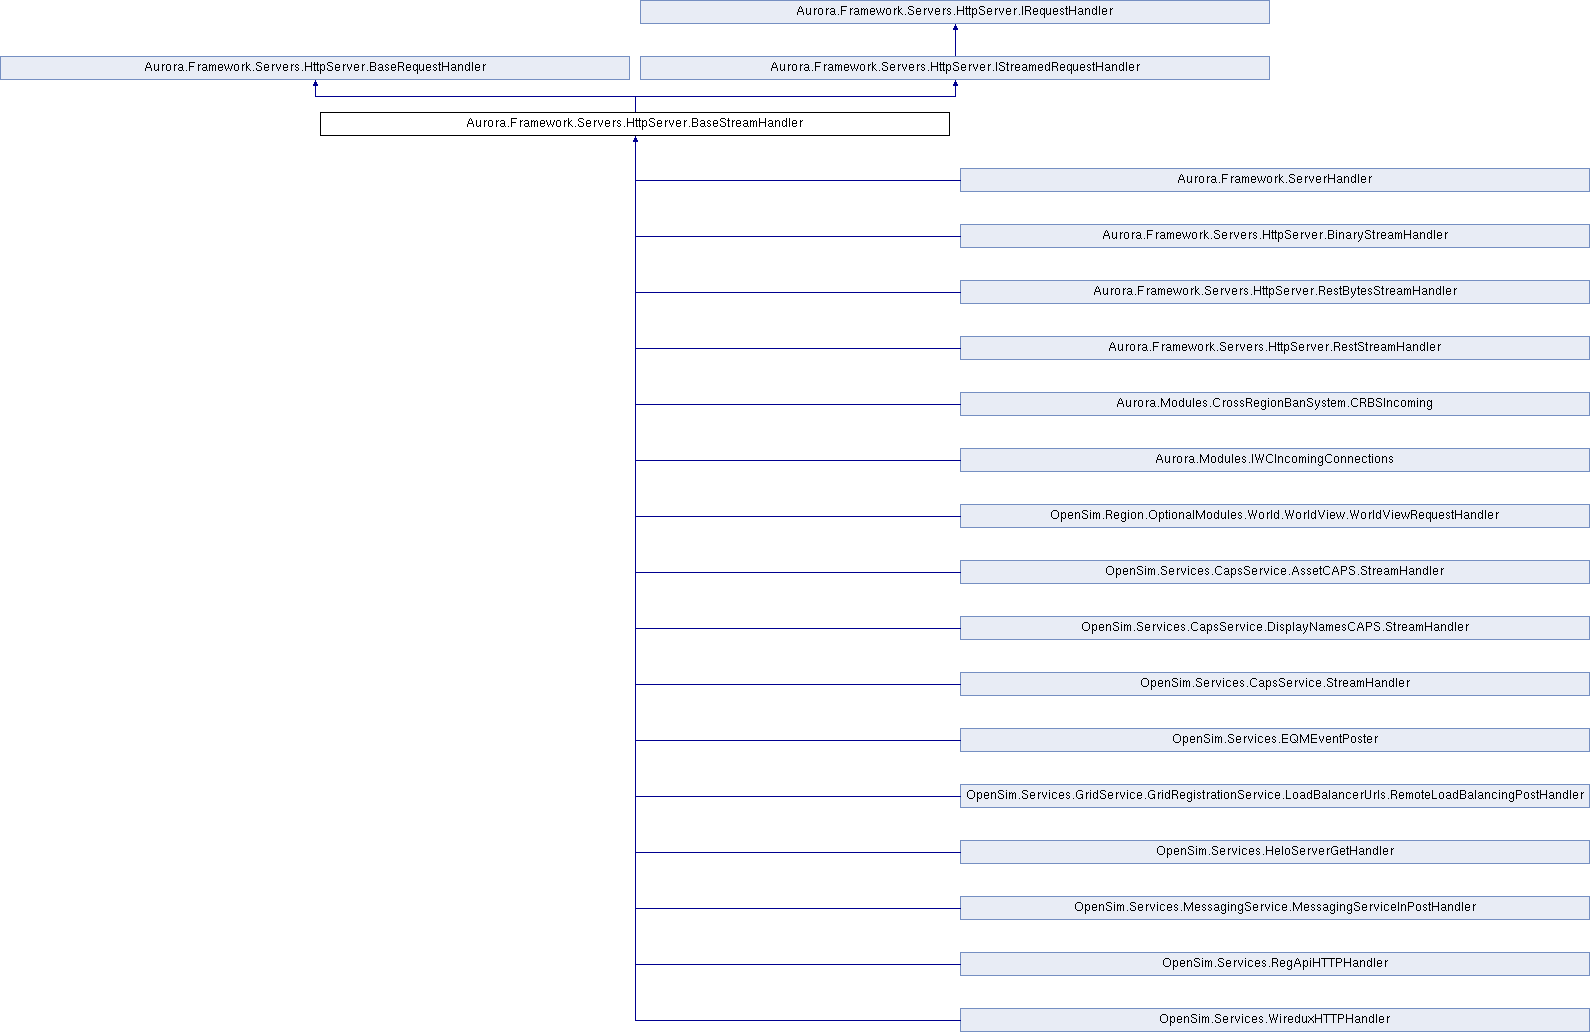 Aurora.Framework.Servers.HttpServer.IRequestHandler
Aurora.Framework.Servers.HttpServer.BaseRequestHandler
Aurora.Framework.Servers.HttpServer.IStreamedRequestHandler
Aurora.Framework.Servers.HttpServer.BaseStreamHandler
Aurora.Framework.ServerHandler
Aurora.Framework.Servers.HttpServer.BinaryStreamHandler
Aurora.Framework.Servers.HttpServer.RestBytesStreamHandler
Aurora.Framework.Servers.HttpServer.RestStreamHandler
Aurora.Modules.CrossRegionBanSystem.CRBSIncoming
Aurora.Modules.IWCIncomingConnections
OpenSim.Region.OptionalModules.World.WorldView.WorldViewRequestHandler
OpenSim.Services.CapsService.AssetCAPS.StreamHandler
OpenSim.Services.CapsService.DisplayNamesCAPS.StreamHandler
OpenSim.Services.CapsService.StreamHandler
OpenSim.Services.EQMEventPoster
OpenSim.Services.GridService.GridRegistrationService.LoadBalancerUrls.RemoteLoadBalancingPostHandler
OpenSim.Services.HeloServerGetHandler
OpenSim.Services.MessagingService.MessagingServiceInPostHandler
OpenSim.Services.RegApiHTTPHandler
OpenSim.Services.WireduxHTTPHandler